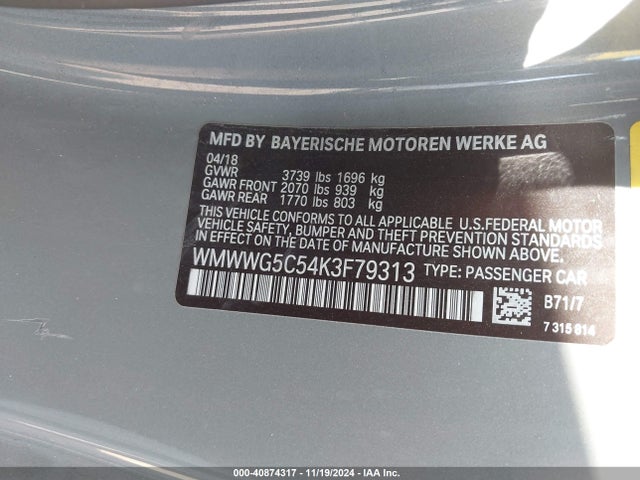 MFD BY BAYERISCHE MOTOREN WERKE AG
04/18
GVWR 3739 lbs 1696 kg
GAWR FRONT 2070 lbs 939 kg
GAWR REAR 1770 lbs 803 kg
THIS VEHICLE CONFORMS TO ALL APPLICABLE U.S.FEDERAL MOTOR
VEHICLE SAFETY, BUMPER, AND THEFT PREVENTION STANDARDS IN
EFFECT ON THE DATE OF MANUFACTURE SHOWN ABOVE.
WMWWG5C54K3F79313 TYPE: PASSENGER CAR
B71/7
7 315 814
000-40874317 - 11/19/2024 - IAA Inc.